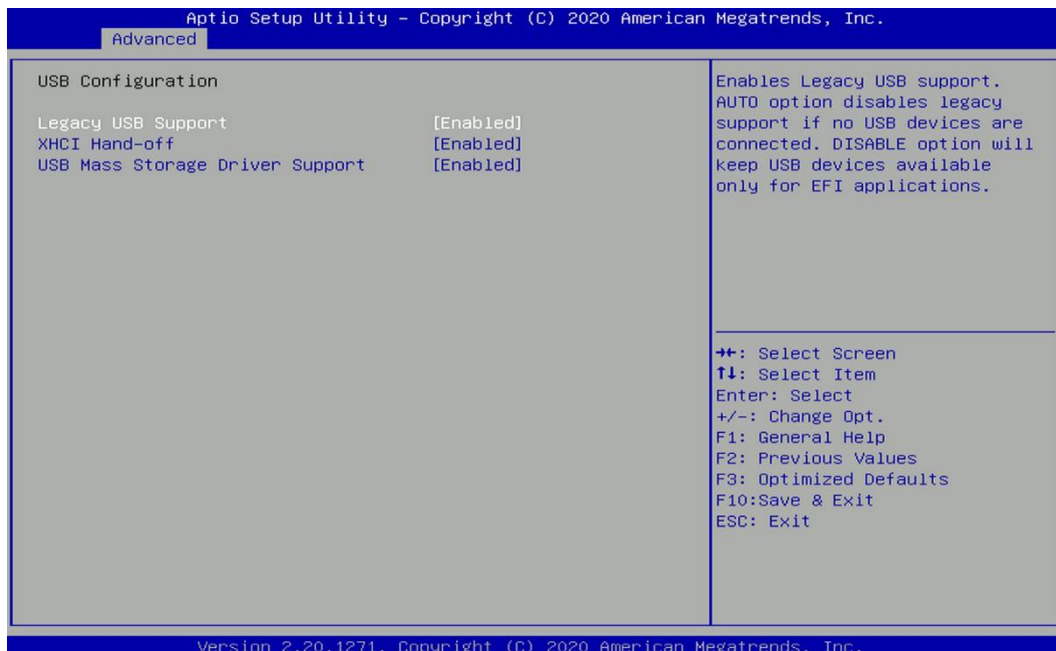 Aptio Setup Utility – Copyright (C) 2020 American Megatrends, Inc.
Advanced
USB Configuration
Legacy USB Support [Enabled]
XHCI Hand-off [Enabled]
USB Mass Storage Driver Support [Enabled]
Enables Legacy USB support.
AUTO option disables legacy
support if no USB devices are
connected. DISABLE option will
keep USB devices available
only for EFI applications.
→←: Select Screen
↑↓: Select Item
Enter: Select
+/-: Change Opt.
F1: General Help
F2: Previous Values
F3: Optimized Defaults
F10:Save & Exit
ESC: Exit
Version 2.20.1271. Copyright (C) 2020 American Megatrends, Inc.